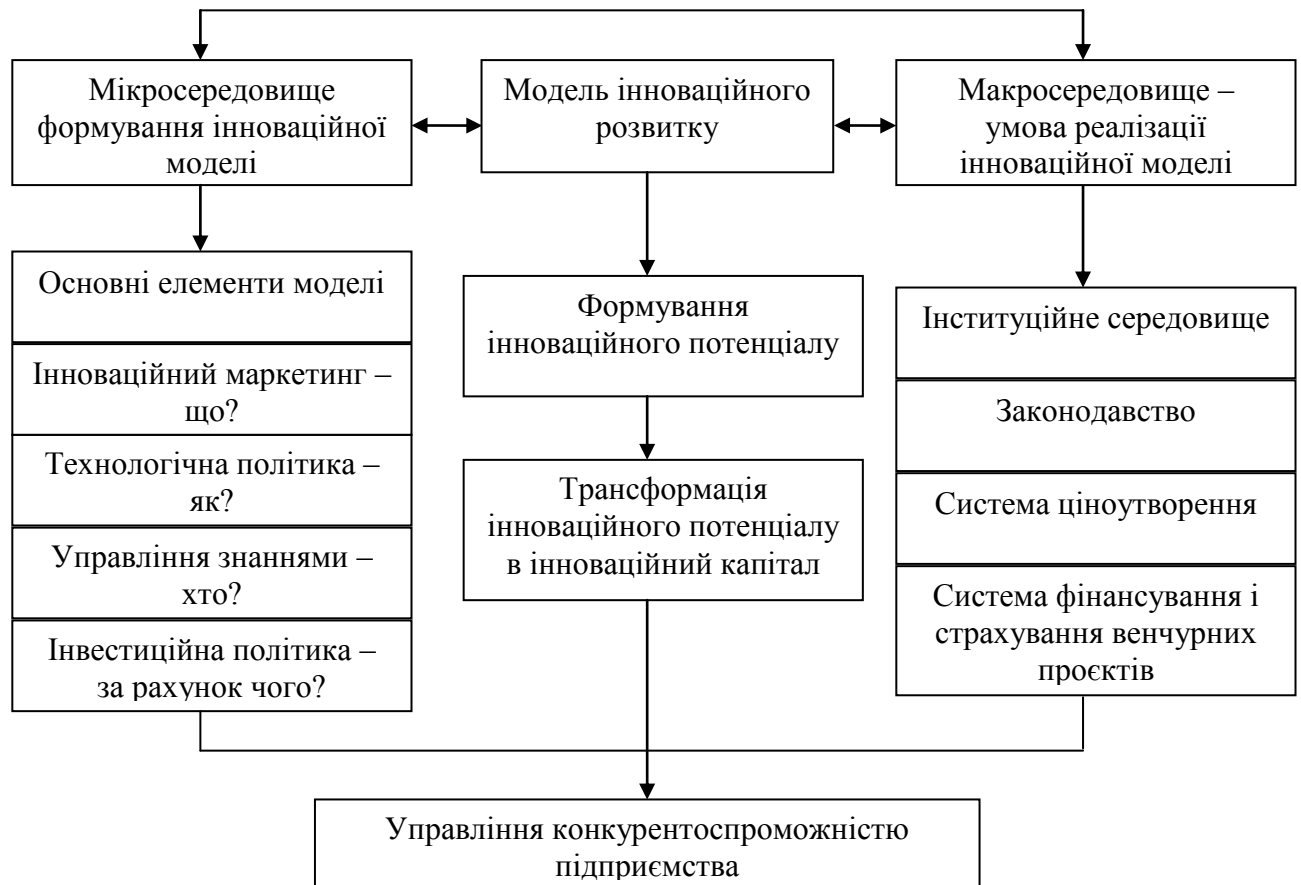 Мікросередовище
формування інноваційної
моделі
Модель інноваційного
розвитку
Макросередовище –
умова реалізації
інноваційної моделі
Основні елементи моделі
Інноваційний маркетинг –
що?
Технологічна політика –
як?
Управління знаннями –
хто?
Інвестиційна політика –
за рахунок чого?
Формування
інноваційного потенціалу
Трансформація
інноваційного потенціалу
в інноваційний капітал
Інституційне середовище
Законодавство
Система ціноутворення
Система фінансування і
страхування венчурних
проєктів
Управління конкурентоспроможністю
підприємства